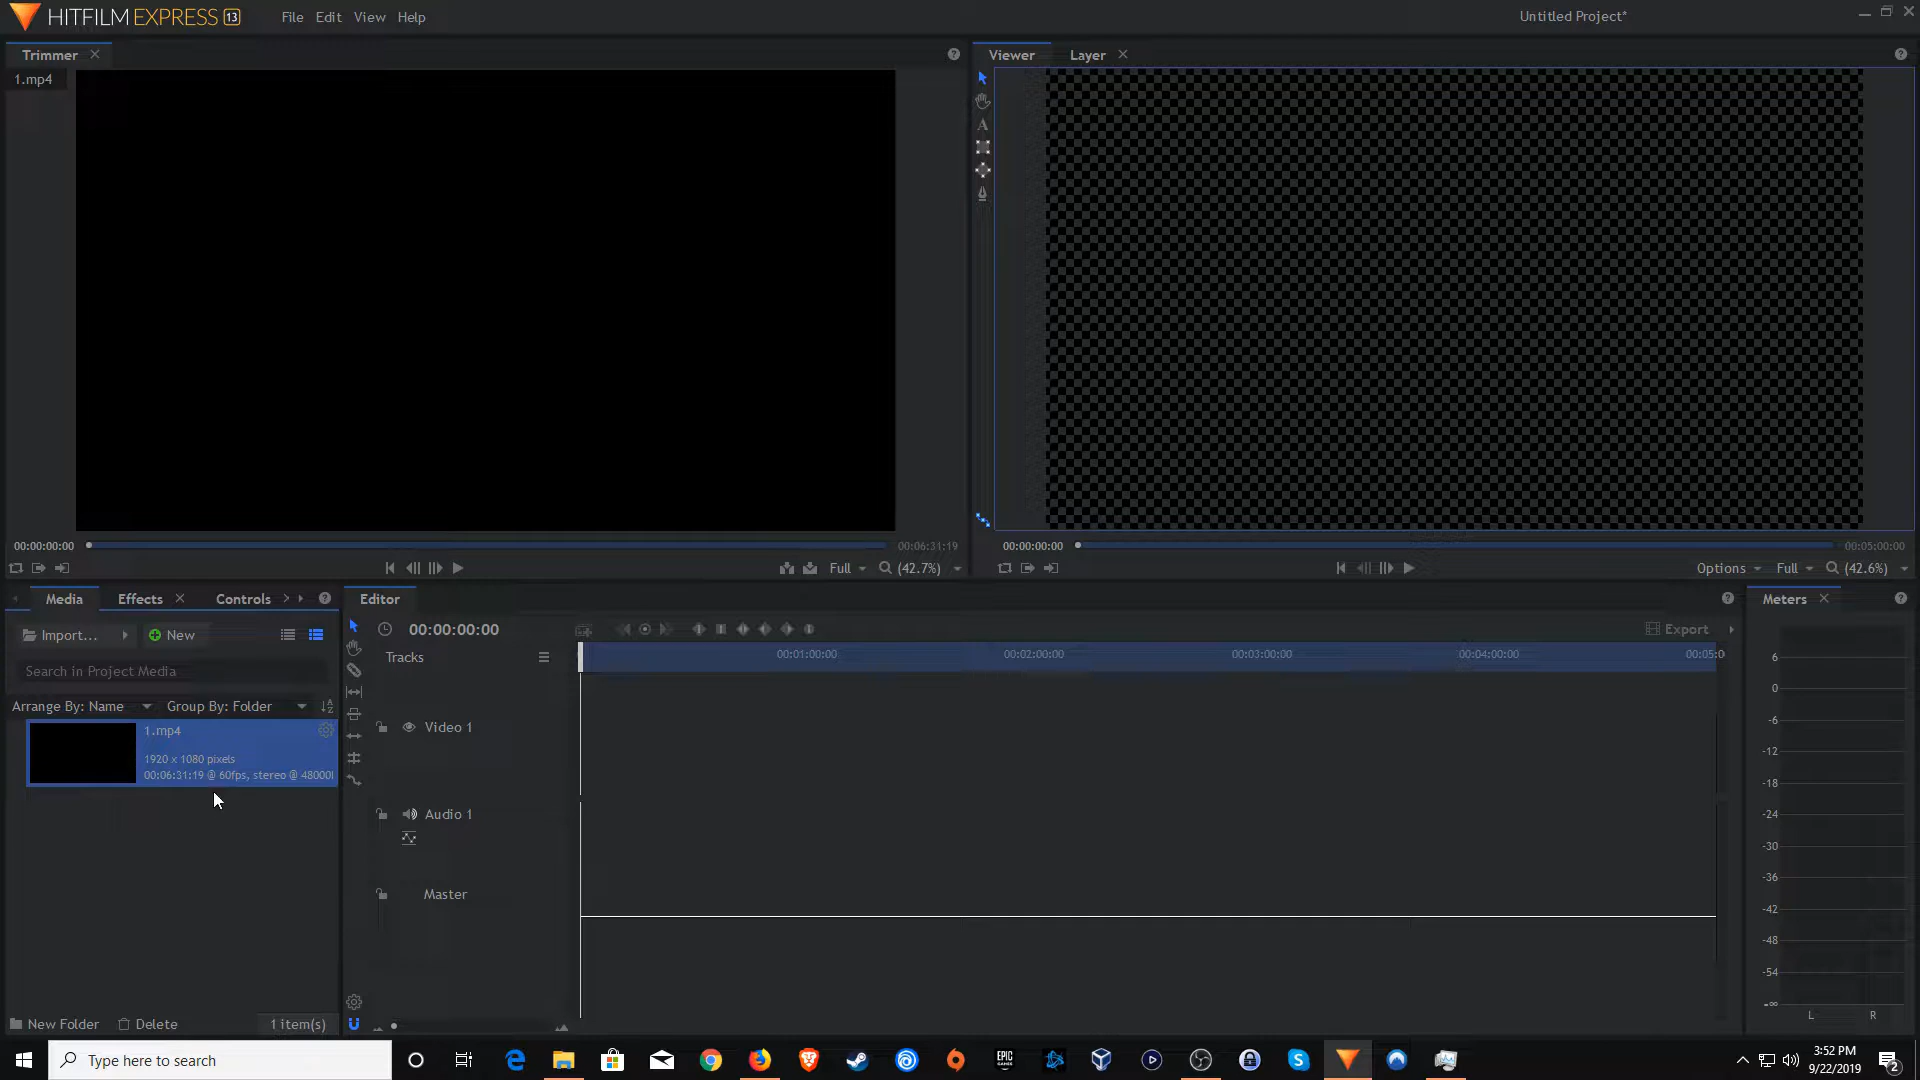 HITFILM EXPRESS 13
File Edit View Help
Untitled Project*
Trimmer
1.mp4
Viewer
Layer
00:00:00:00
00:06:31:19
Full
(42.7%)
00:00:00:00
00:05:00:00
Options
Full
(42.6%)
Media
Effects
Controls
Import...
New
Search in Project Media
Arrange By: Name
Group By: Folder
1.mp4
1920 x 1080 pixels
00:06:31:19 @ 60fps, stereo @ 48000
New Folder
Delete
1 item(s)
Editor
00:00:00:00
Export
Tracks
00:01:00:00
00:02:00:00
00:03:00:00
00:04:00:00
00:05:0
Video 1
Audio 1
Master
Meters
6
0
-6
-12
-18
-24
-30
-36
-42
-48
-54
-∞
L
R
Type here to search
EPIC GAMES
3:52 PM
9/22/2019
2